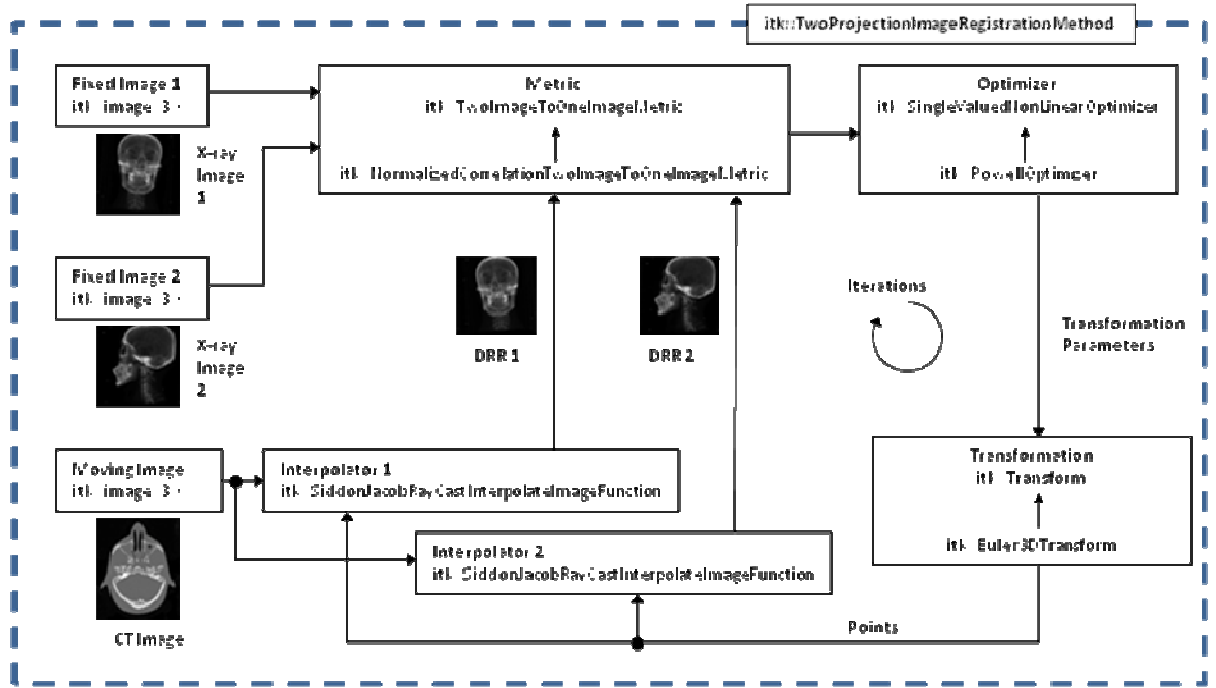 itk::TwoProjectionImageRegistrationMethod
Fixed Image 1
itk image 3
X-ray
Image
1
Metric
itk TwoImageToOneImageMetric
itk NormalizedCorrelationTwoImageToOneImageMetric
Optimizer
itk SingleValuedNonLinearOptimizer
itk PowellOptimizer
Fixed Image 2
itk image 3
X-ray
Image
2
DRR 1
DRR 2
Iterations
Transformation
Parameters
Moving Image
itk image 3
CT Image
Interpolator 1
itk SiddonJacobRayCastInterpolateImageFunction
Interpolator 2
itk SiddonJacobRayCastInterpolateImageFunction
Transformation
itk Transform
itk Euler3DTransform
Points